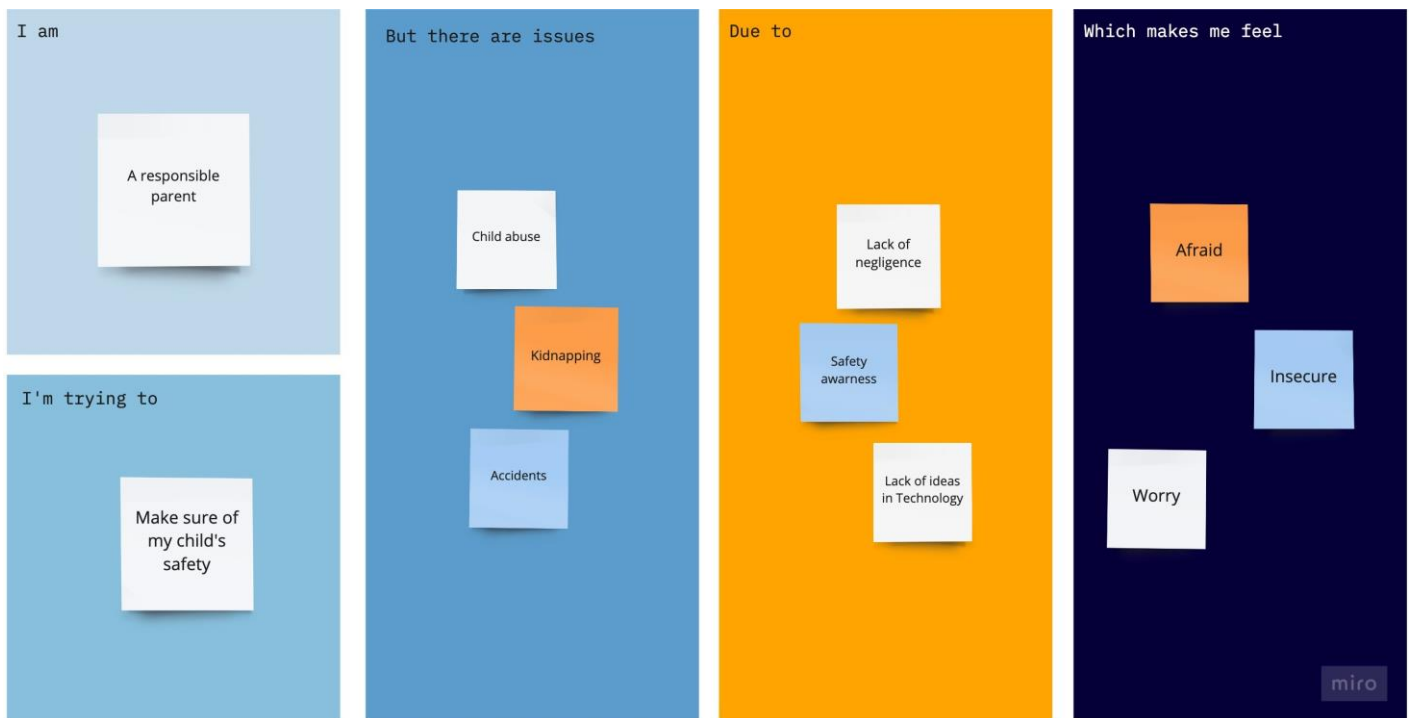 I am
A responsible
parent
I'm trying to
Make sure of
my child's
safety
But there are issues
Child abuse
Kidnapping
Accidents
Due to
Lack of
negligence
Safety
awarness
Lack of ideas
in Technology
Which makes me feel
Afraid
Insecure
Worry
miro